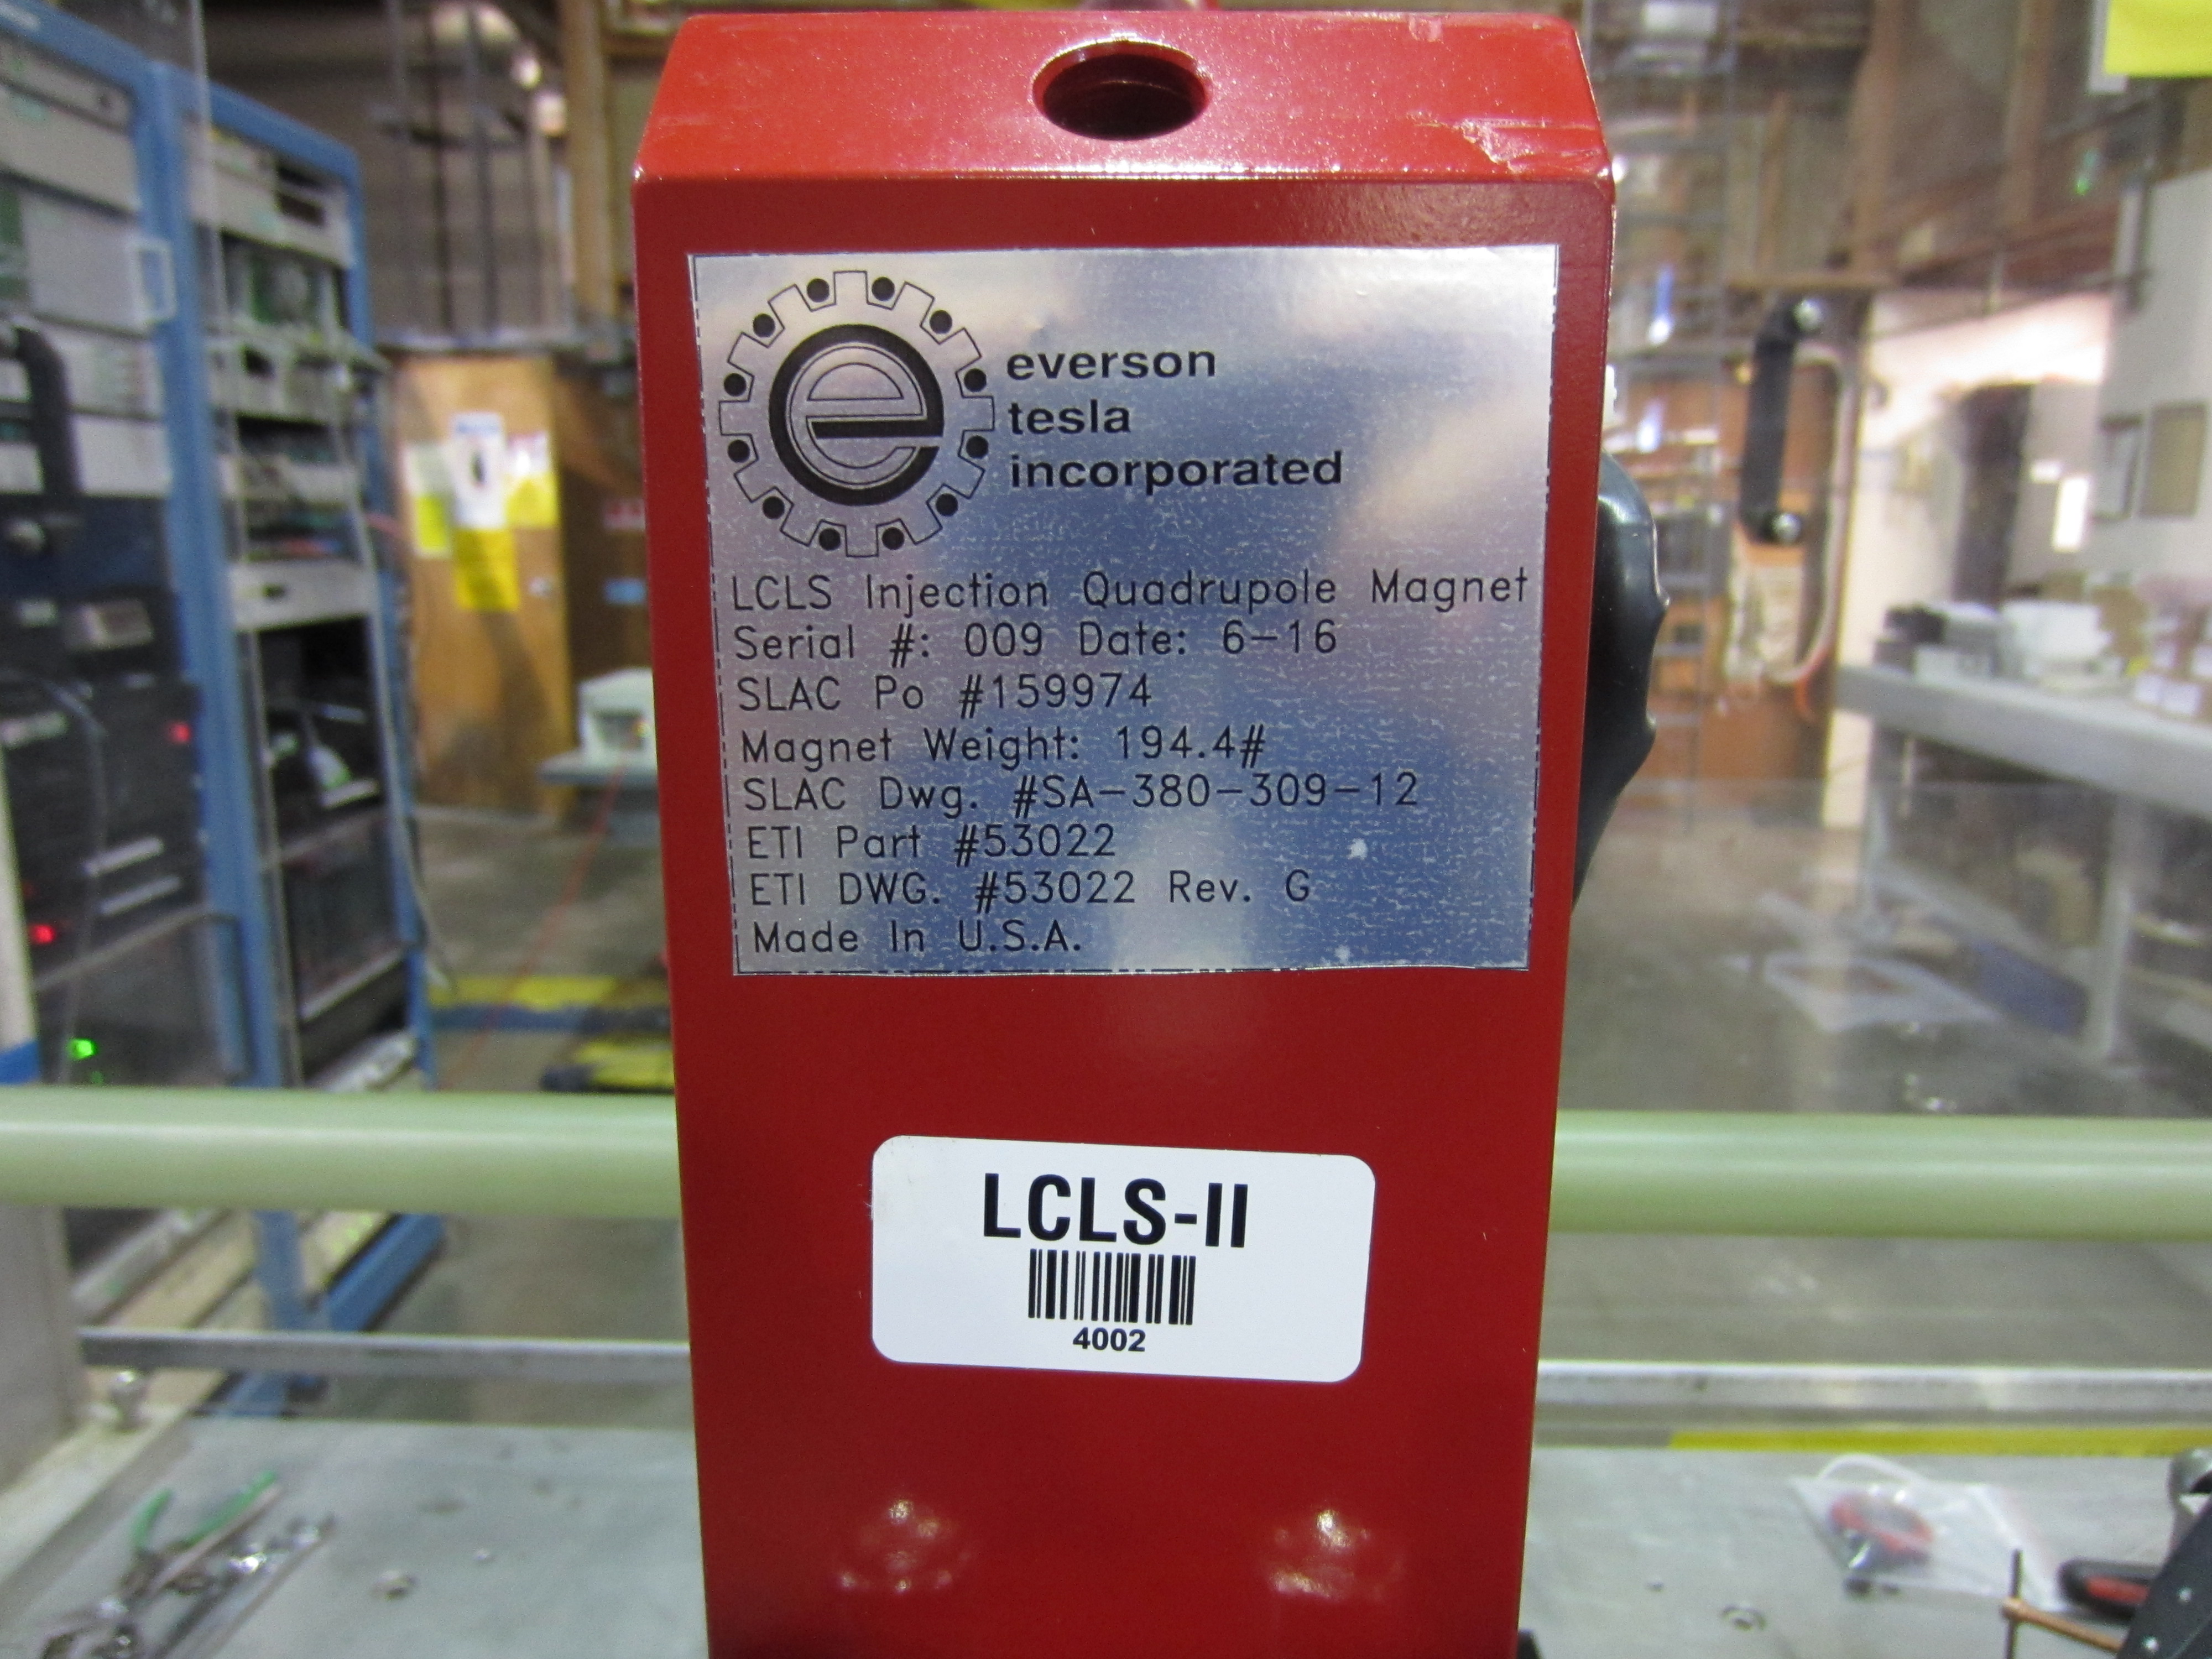 e
everson
tesla
incorporated
LCLS Injection Quadrupole Magnet
Serial #: 009 Date: 6-16
SLAC Po #159974
Magnet Weight: 194.4#
SLAC Dwg. #SA-380-309-12
ETI Part #53022
ETI DWG. #53022 Rev. G
Made In U.S.A.
LCLS-II
4002